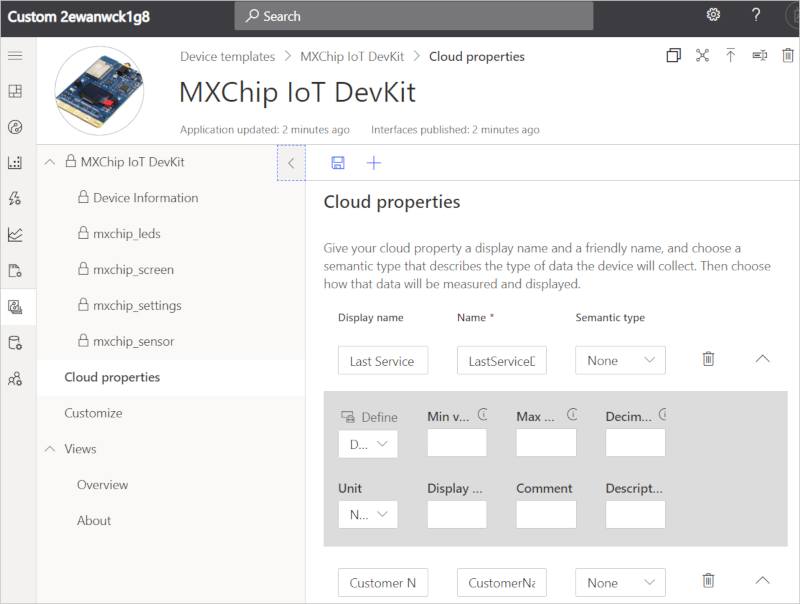 Custom 2ewanwck1g8
Search
?
Device templates > MXChip IoT DevKit > Cloud properties
MXChip IoT DevKit
Application updated: 2 minutes ago Interfaces published: 2 minutes ago
MXChip IoT DevKit
Device Information
mxchip_leds
mxchip_screen
mxchip_settings
mxchip_sensor
Cloud properties
Customize
Views
Overview
About
Cloud properties
Give your cloud property a display name and a friendly name, and choose a
semantic type that describes the type of data the device will collect. Then choose
how that data will be measured and displayed.
Display name Name * Semantic type
Last Service LastServiceD None
Define Min v... Max ... Decim...
D...
Unit Display ... Comment Descript...
N...
Customer N CustomerNa None